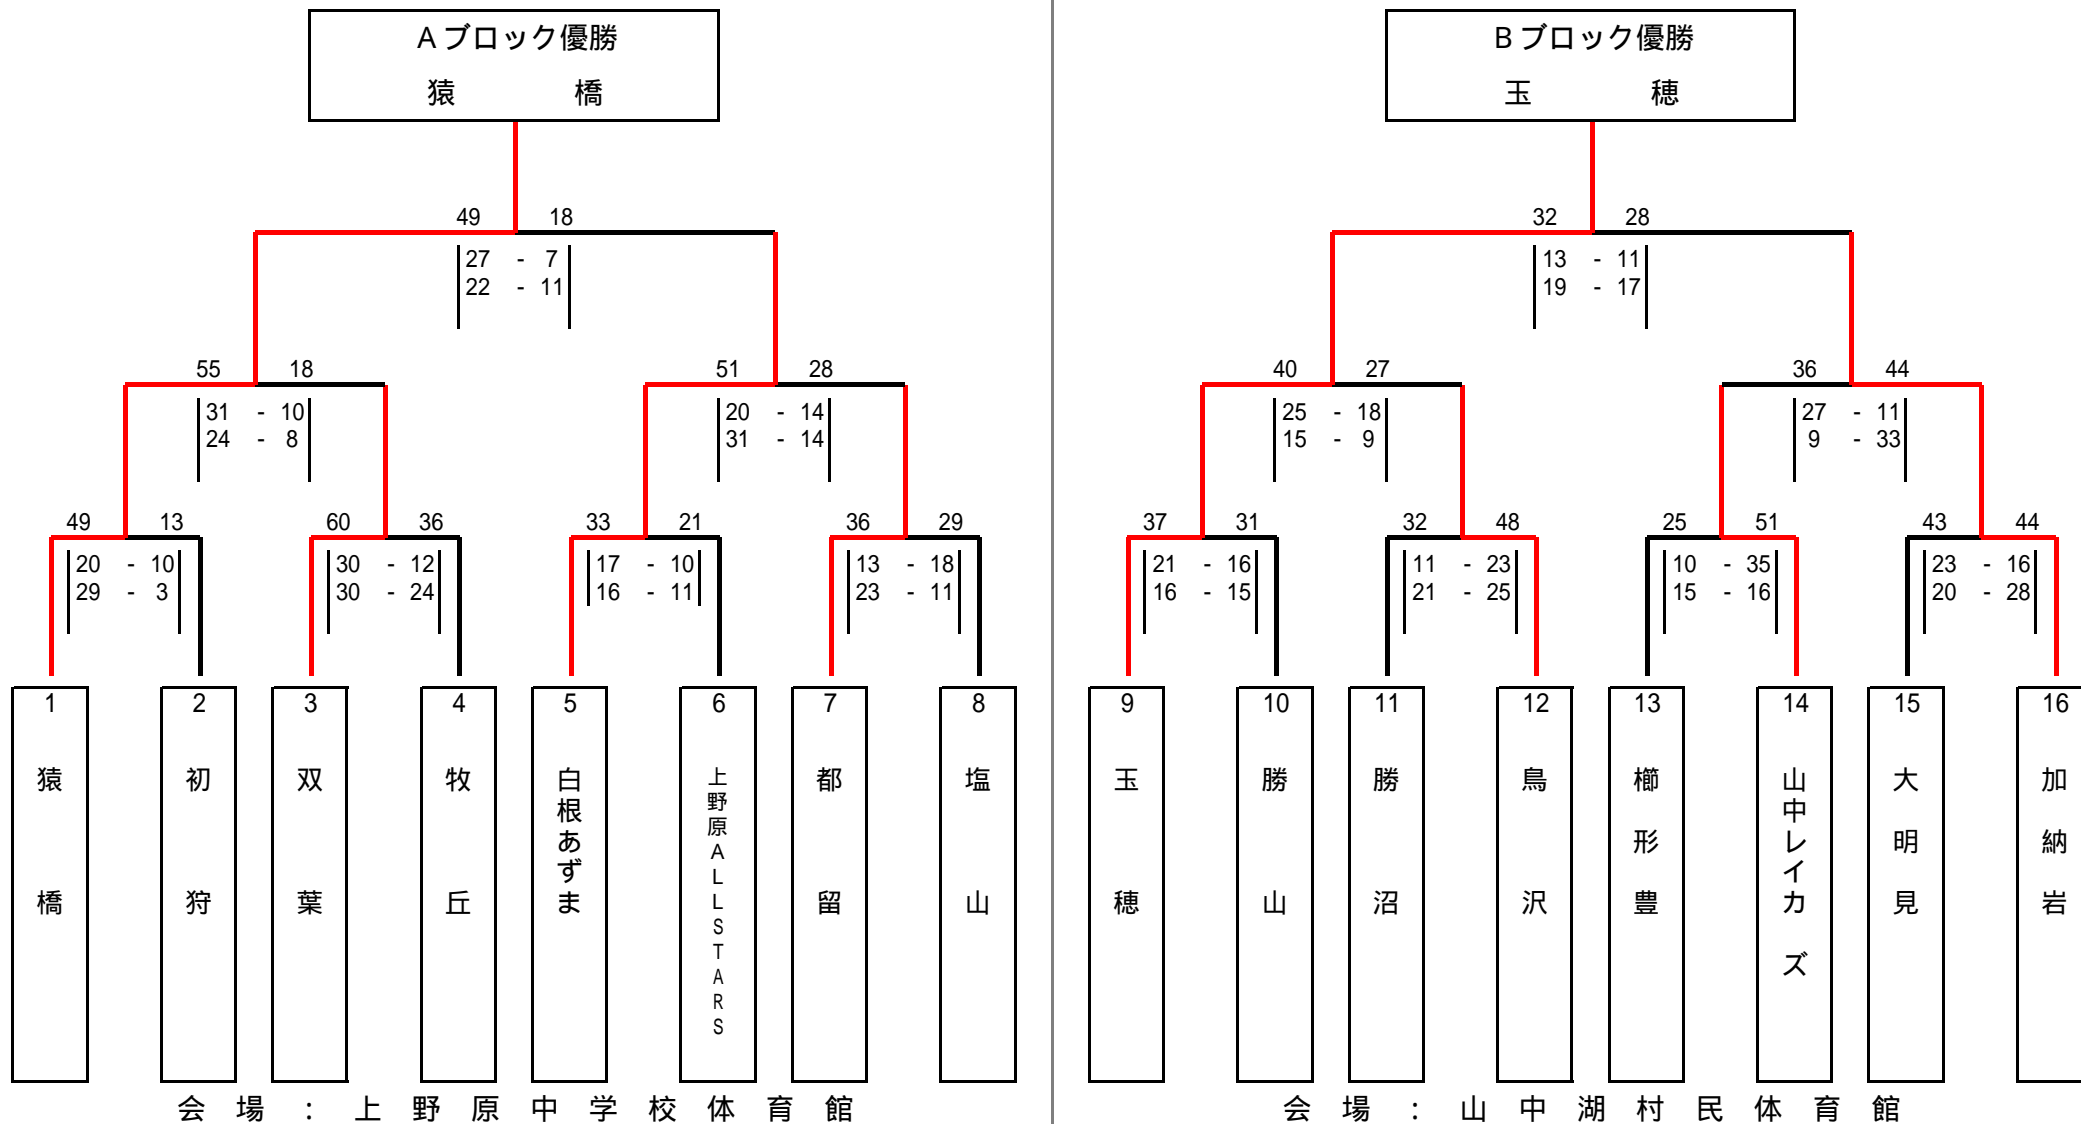 Aブロック優勝
猿橋
49 18
27 - 7
22 - 11
55 18
31 - 10
24 - 8
51 28
20 - 14
31 - 14
49 13
20 - 10
29 - 3
60 36
30 - 12
30 - 24
33 21
17 - 10
16 - 11
36 29
13 - 18
23 - 11
1
猿橋
2
初狩
3
双葉
4
牧丘
5
白根あずま
6
上野原ALLSTARS
7
都留
8
塩山
会場:上野原中学校体育館
Bブロック優勝
玉穂
32 28
13 - 11
19 - 17
40 27
25 - 18
15 - 9
36 44
27 - 11
9 - 33
37 31
21 - 16
16 - 15
32 48
11 - 23
21 - 25
25 51
10 - 35
15 - 16
43 44
23 - 16
20 - 28
9
玉穂
10
勝山
11
勝沼
12
鳥沢
13
櫛形豊
14
山中レイカズ
15
大明見
16
加納岩
会場:山中湖村民体育館